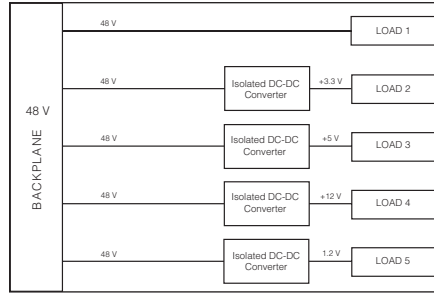 48 V
BACKPLANE
48 V
LOAD 1
48 V
Isolated DC-DC
Converter
+3.3 V
LOAD 2
48 V
Isolated DC-DC
Converter
+5 V
LOAD 3
48 V
Isolated DC-DC
Converter
+12 V
LOAD 4
48 V
Isolated DC-DC
Converter
1.2 V
LOAD 5